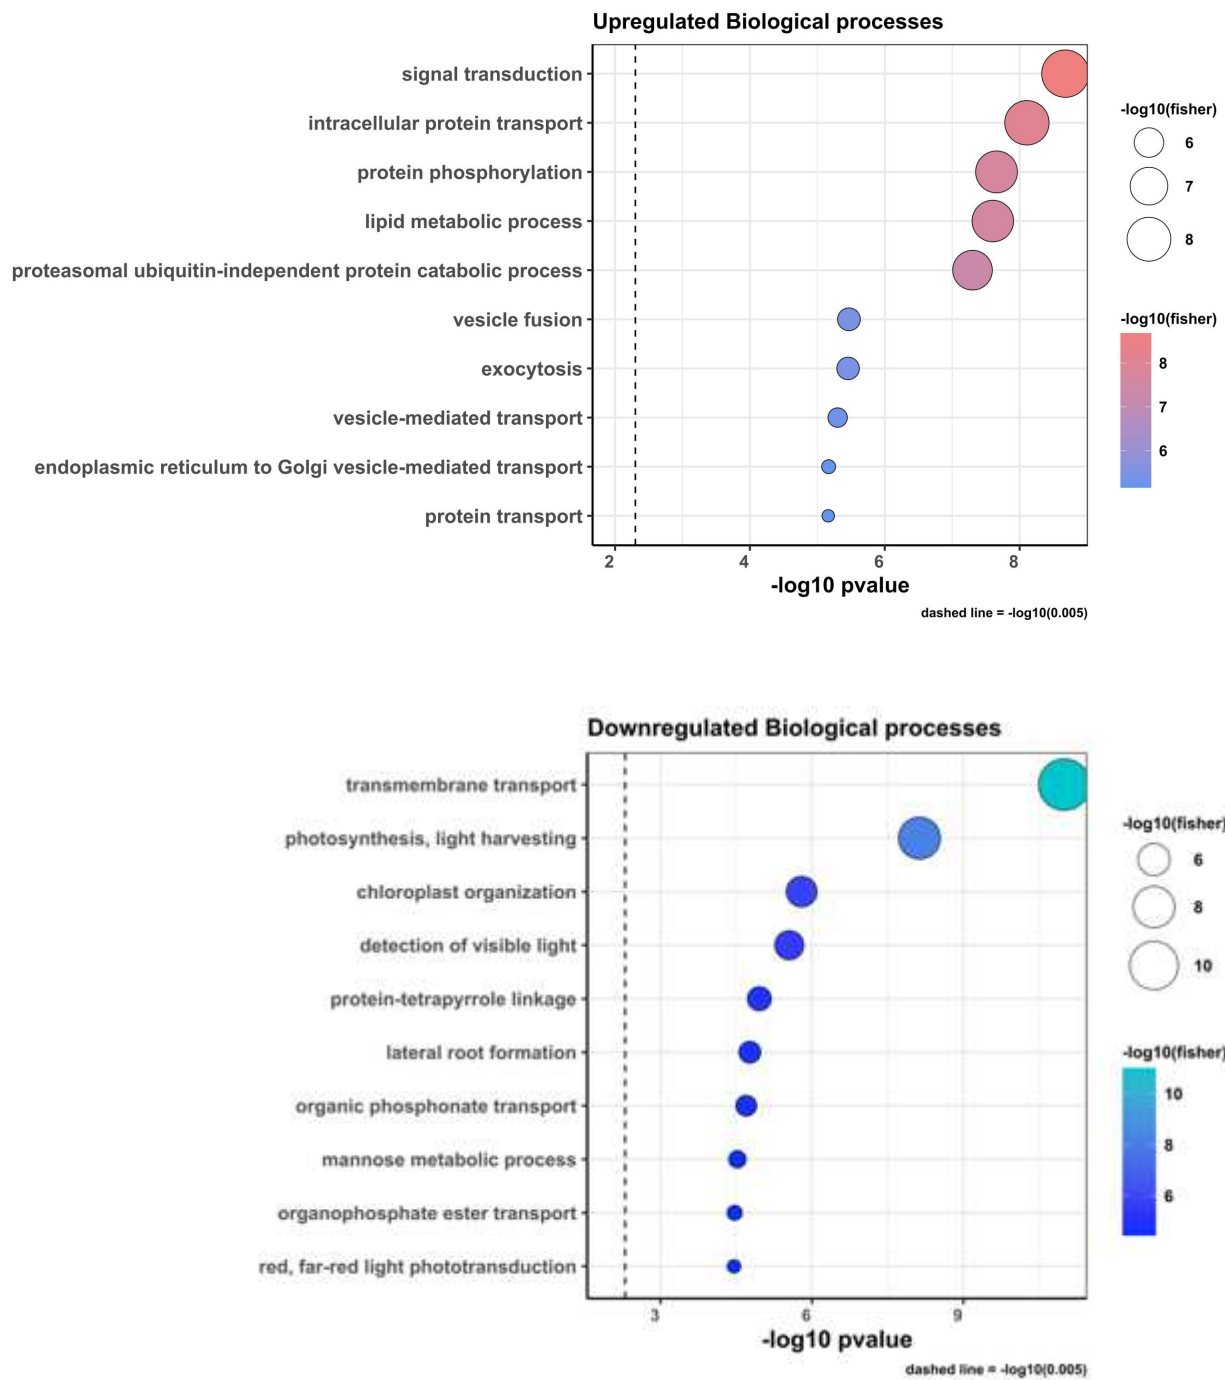 Upregulated Biological processes
signal transduction
intracellular protein transport
protein phosphorylation
lipid metabolic process
proteasomal ubiquitin-independent protein catabolic process
vesicle fusion
exocytosis
vesicle-mediated transport
endoplasmic reticulum to Golgi vesicle-mediated transport
protein transport
2 4 6 8
-log10 pvalue
dashed line = -log10(0.005)
-log10(fisher)
6
7
8
-log10(fisher)
8
7
6
Downregulated Biological processes
transmembrane transport
photosynthesis, light harvesting
chloroplast organization
detection of visible light
protein-tetrapyrrole linkage
lateral root formation
organic phosphonate transport
mannose metabolic process
organophosphate ester transport
red, far-red light phototransduction
3 6 9
-log10 pvalue
dashed line = -log10(0.005)
-log10(fisher)
6
8
10
-log10(fisher)
10
8
6